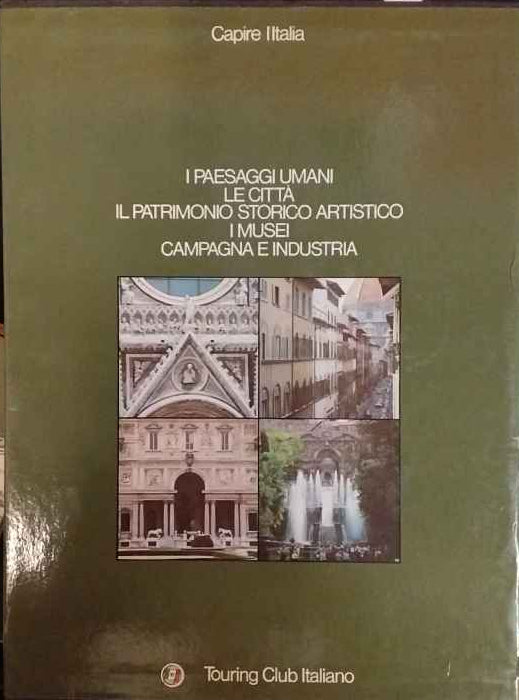 Capire l'Italia
I PAESAGGI UMANI
LE CITTÀ
IL PATRIMONIO STORICO ARTISTICO
I MUSEI
CAMPAGNA E INDUSTRIA
Touring Club Italiano